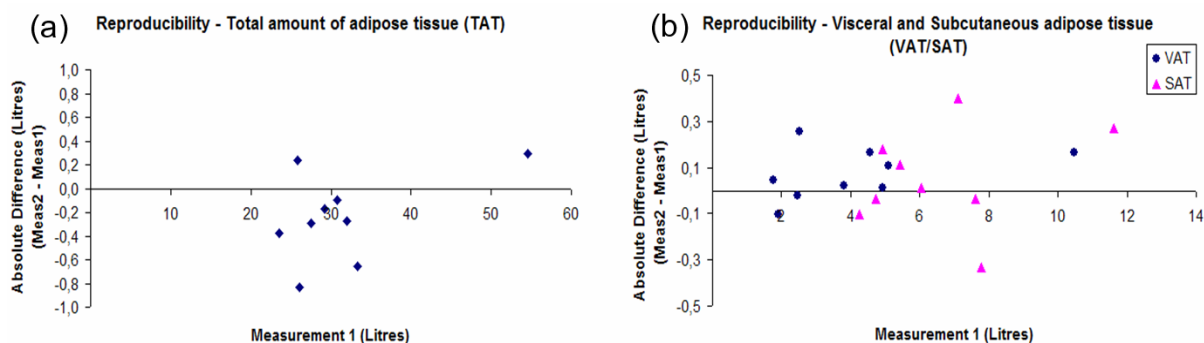 (a)
Reproducibility - Total amount of adipose tissue (TAT)
Absolute Difference (Litres)
(Meas2 - Meas1)
1,0
0,8
0,6
0,4
0,2
0,0
-0,2
-0,4
-0,6
-0,8
-1,0
10 20 30 40 50 60
Measurement 1 (Litres)
(b)
Reproducibility - Visceral and Subcutaneous adipose tissue
(VAT/SAT)
VAT
SAT
Absolute Difference (Litres)
(Meas2 - Meas1)
0,5
0,3
0,1
-0,1
-0,3
-0,5
2 4 6 8 10 12 14
Measurement 1 (Litres)